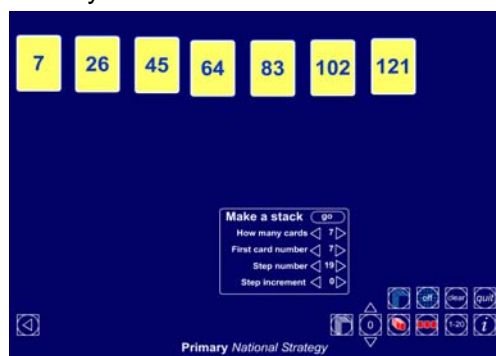 7 26 45 64 83 102 121
Make a stack go
How many cards 7
First card number 7
Step number 19
Step increment 0
off clear quit
0 1-20 i
Primary National Strategy